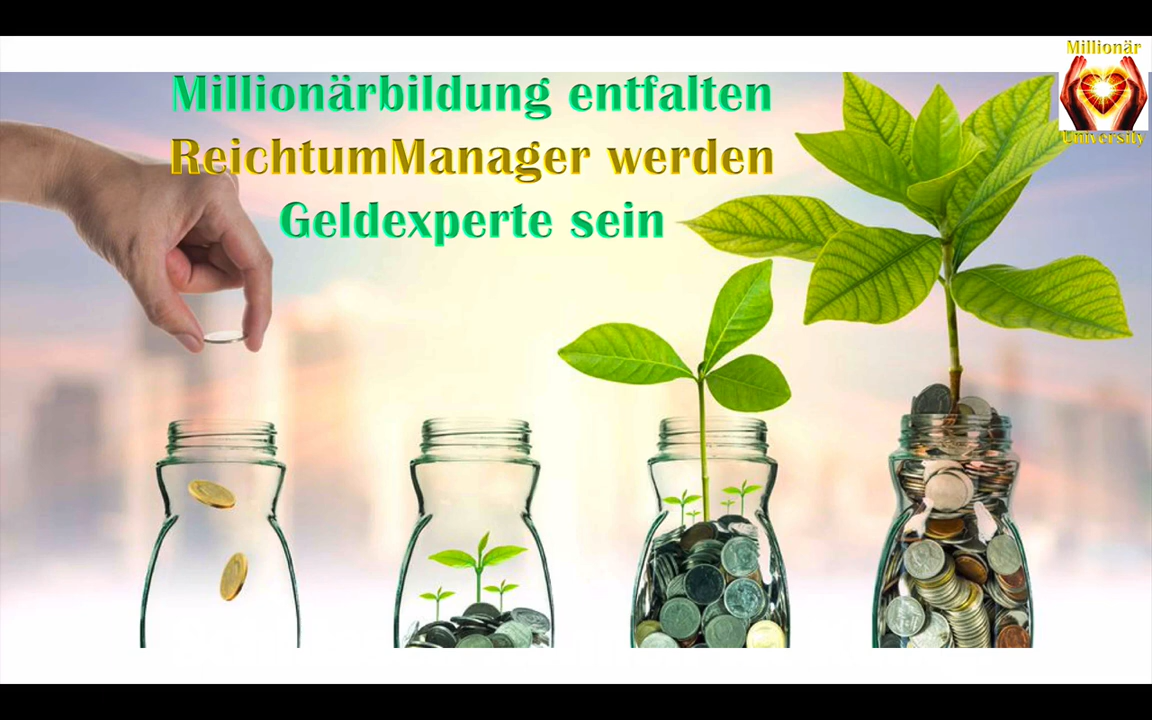 Millionärbildung entfalten
ReichtumManager werden
Geldexperte sein
Millionär
University